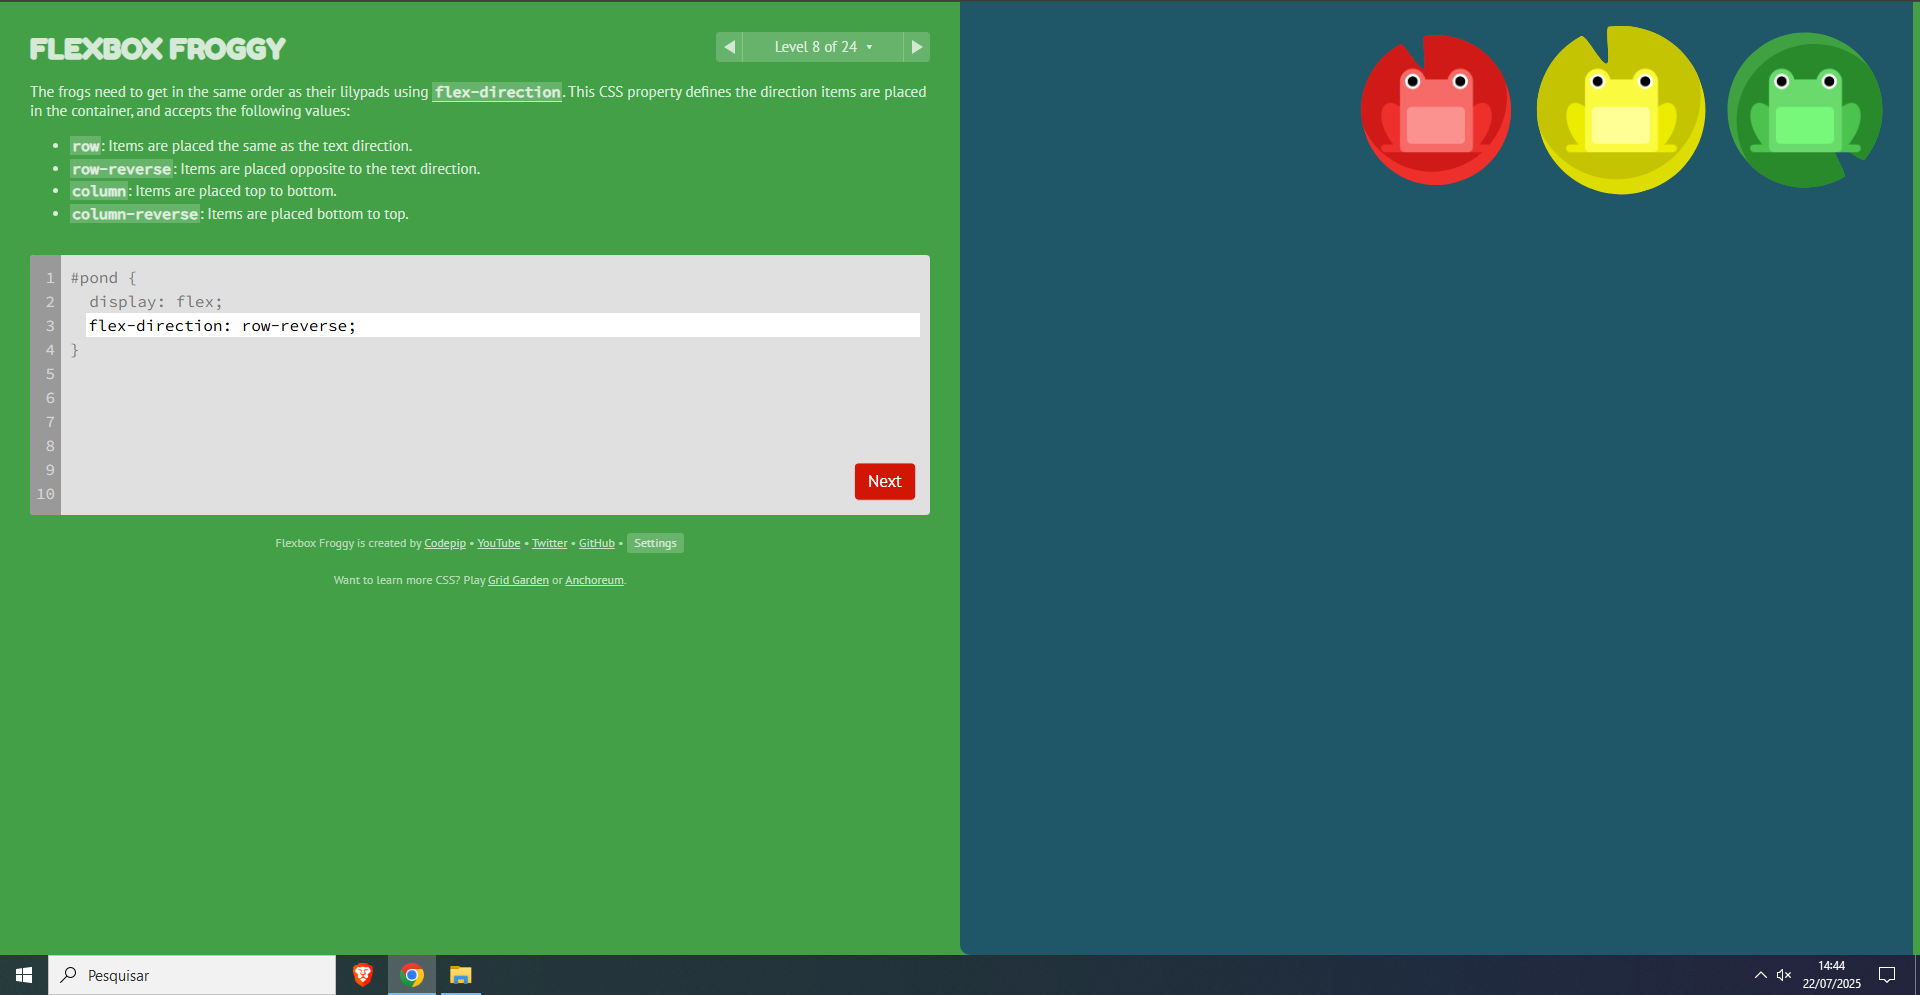 FLEXBOX FROGGY
◀ Level 8 of 24 ▾ ▶
The frogs need to get in the same order as their lilypads using flex-direction. This CSS property defines the direction items are placed
in the container, and accepts the following values:
• row: Items are placed the same as the text direction.
• row-reverse: Items are placed opposite to the text direction.
• column: Items are placed top to bottom.
• column-reverse: Items are placed bottom to top.
1 #pond {
2 display: flex;
3 flex-direction: row-reverse;
4 }
5
6
7
8
9
10
Next
Flexbox Froggy is created by Codepip • YouTube • Twitter • GitHub • Settings
Want to learn more CSS? Play Grid Garden or Anchoreum.
Pesquisar
14:44
22/07/2025